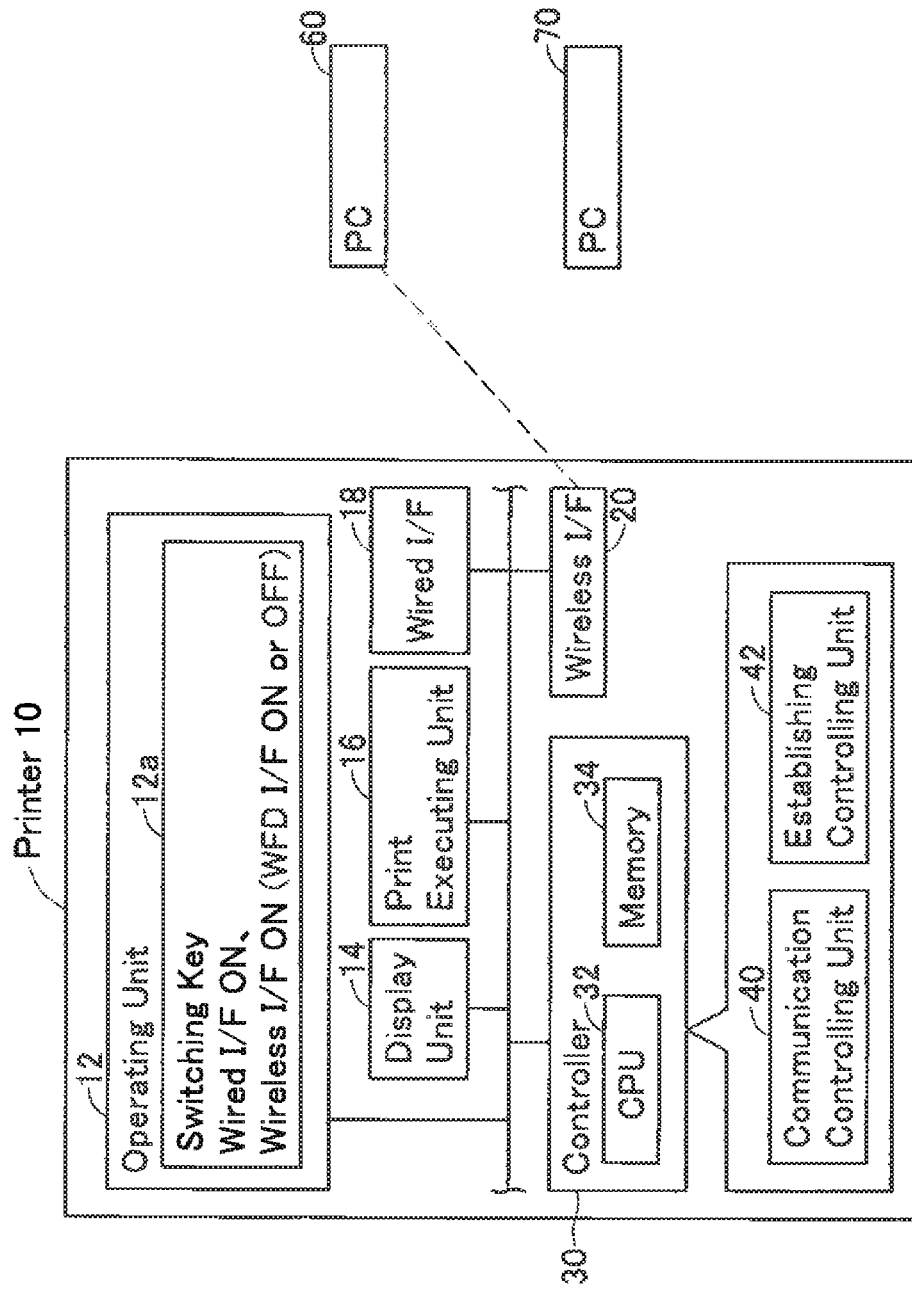 Printer 10
12
Operating Unit
12a
Switching Key
Wired I/F ON、
Wireless I/F ON (WFD I/F ON or OFF)
14
Display
Unit
16
Print
Executing Unit
18
Wired I/F
Controller
32
CPU
34
Memory
30
Wireless I/F
20
40
Communication
Controlling Unit
42
Establishing
Controlling Unit
60
PC
70
PC